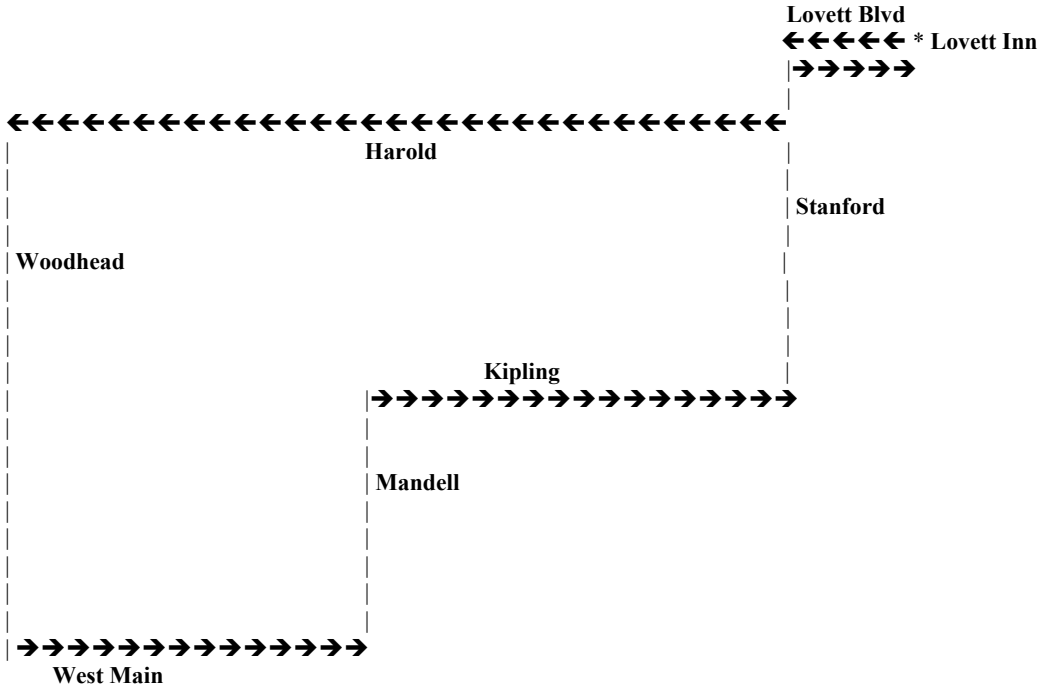 Lovett Blvd
* Lovett Inn
Harold
Stanford
Woodhead
Kipling
Mandell
West Main